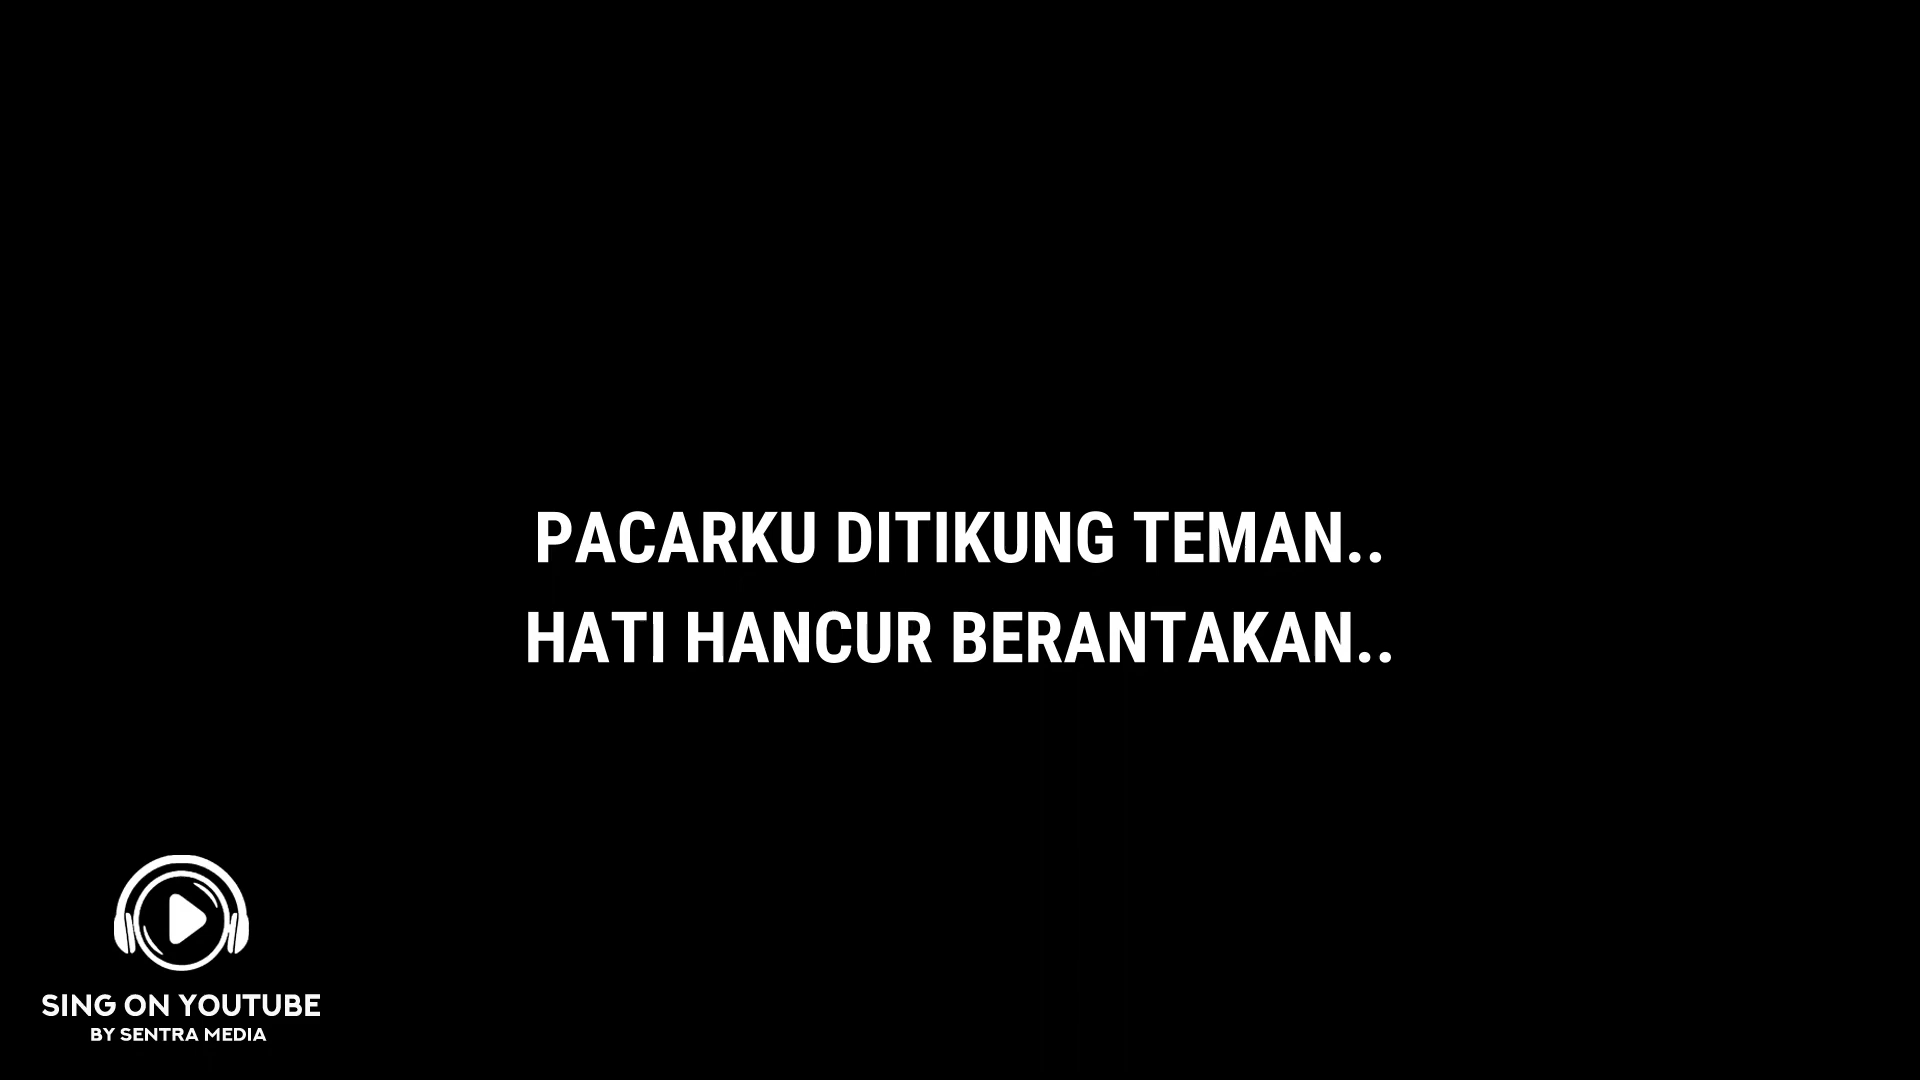 PACARKU DITIKUNG TEMAN..
HATI HANCUR BERANTAKAN..
SING ON YOUTUBE
BY SENTRA MEDIA